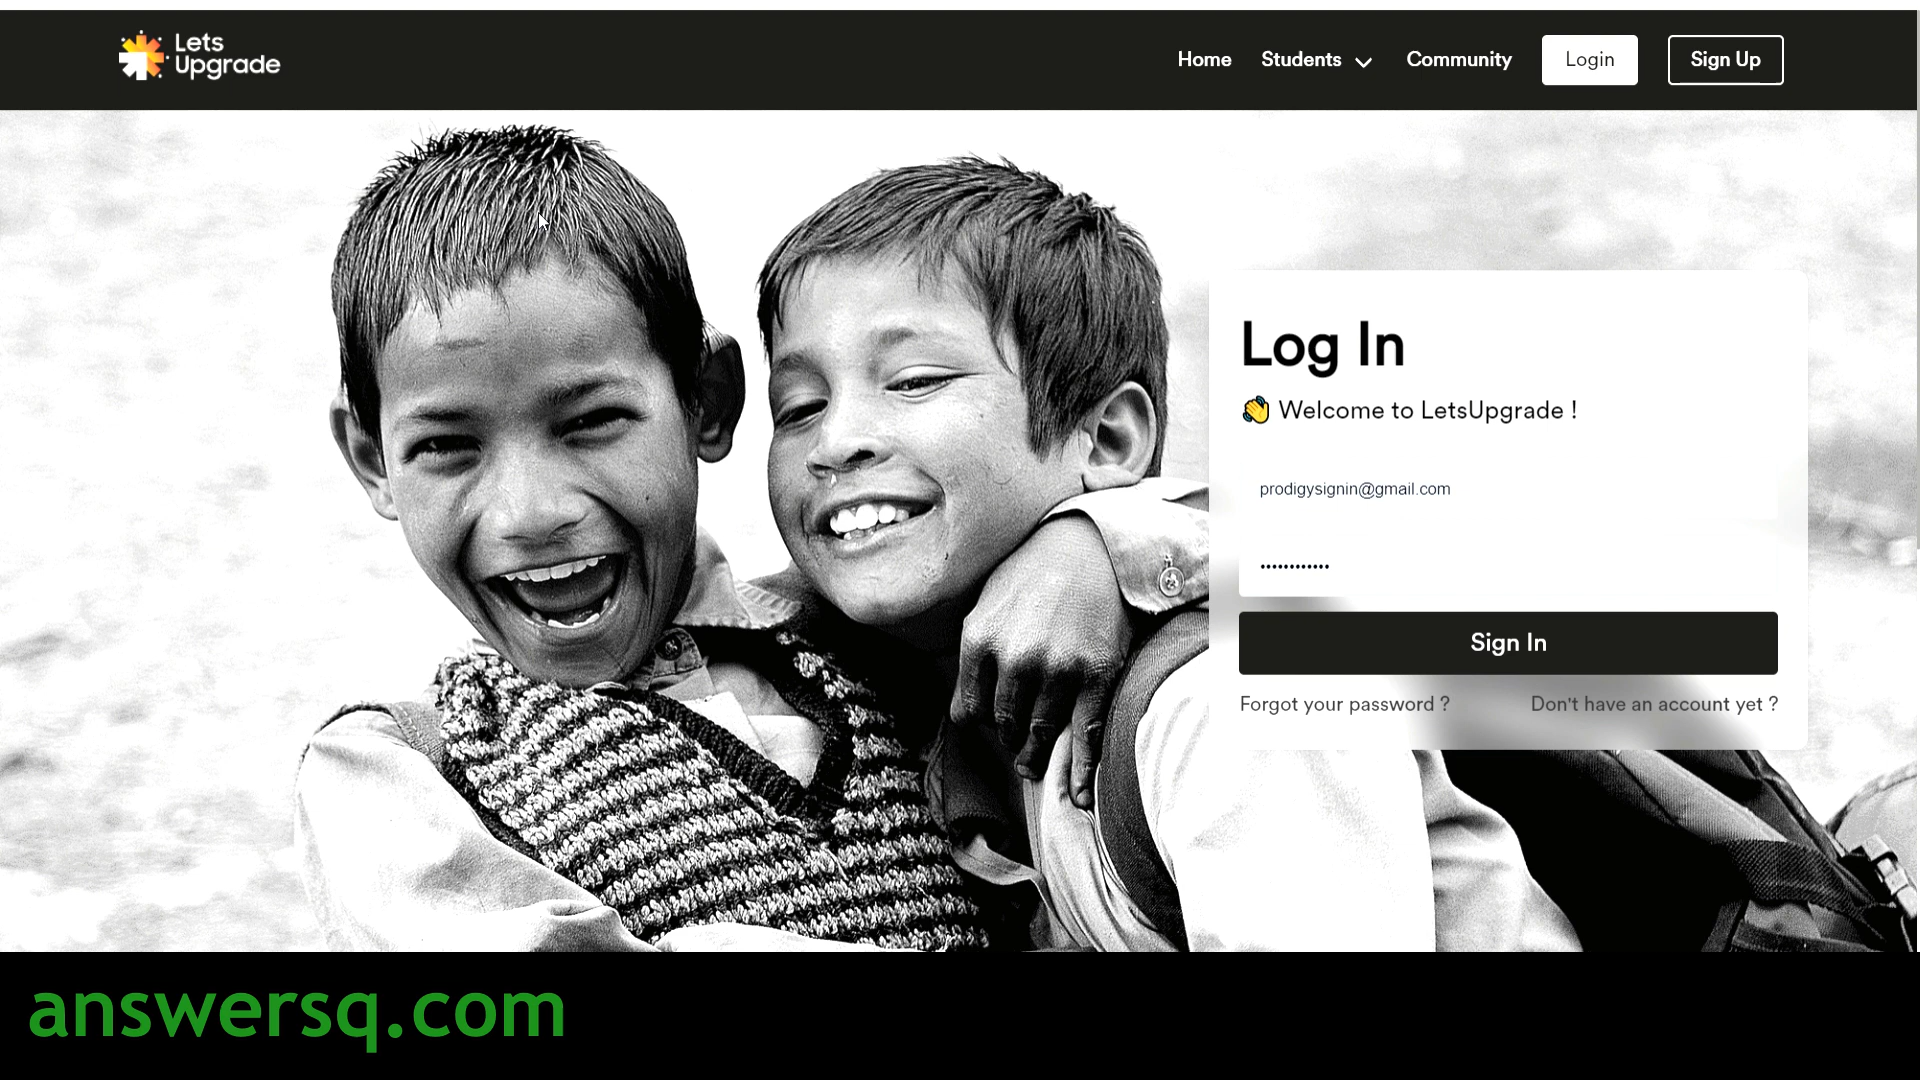 Lets
Upgrade
Home
Students
Community
Login
Sign Up
Log In
👋 Welcome to LetsUpgrade !
prodigysignin@gmail.com
••••••••••••
Sign In
Forgot your password ?
Don't have an account yet ?
answersq.com